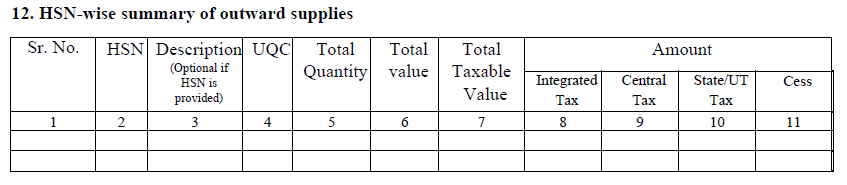 12. HSN-wise summary of outward supplies
Sr. No. HSN Description UQC Total Total Total Amount
(Optional if HSN is provided) Quantity value Taxable Value
Integrated Tax Central Tax State/UT Tax Cess
1 2 3 4 5 6 7 8 9 10 11